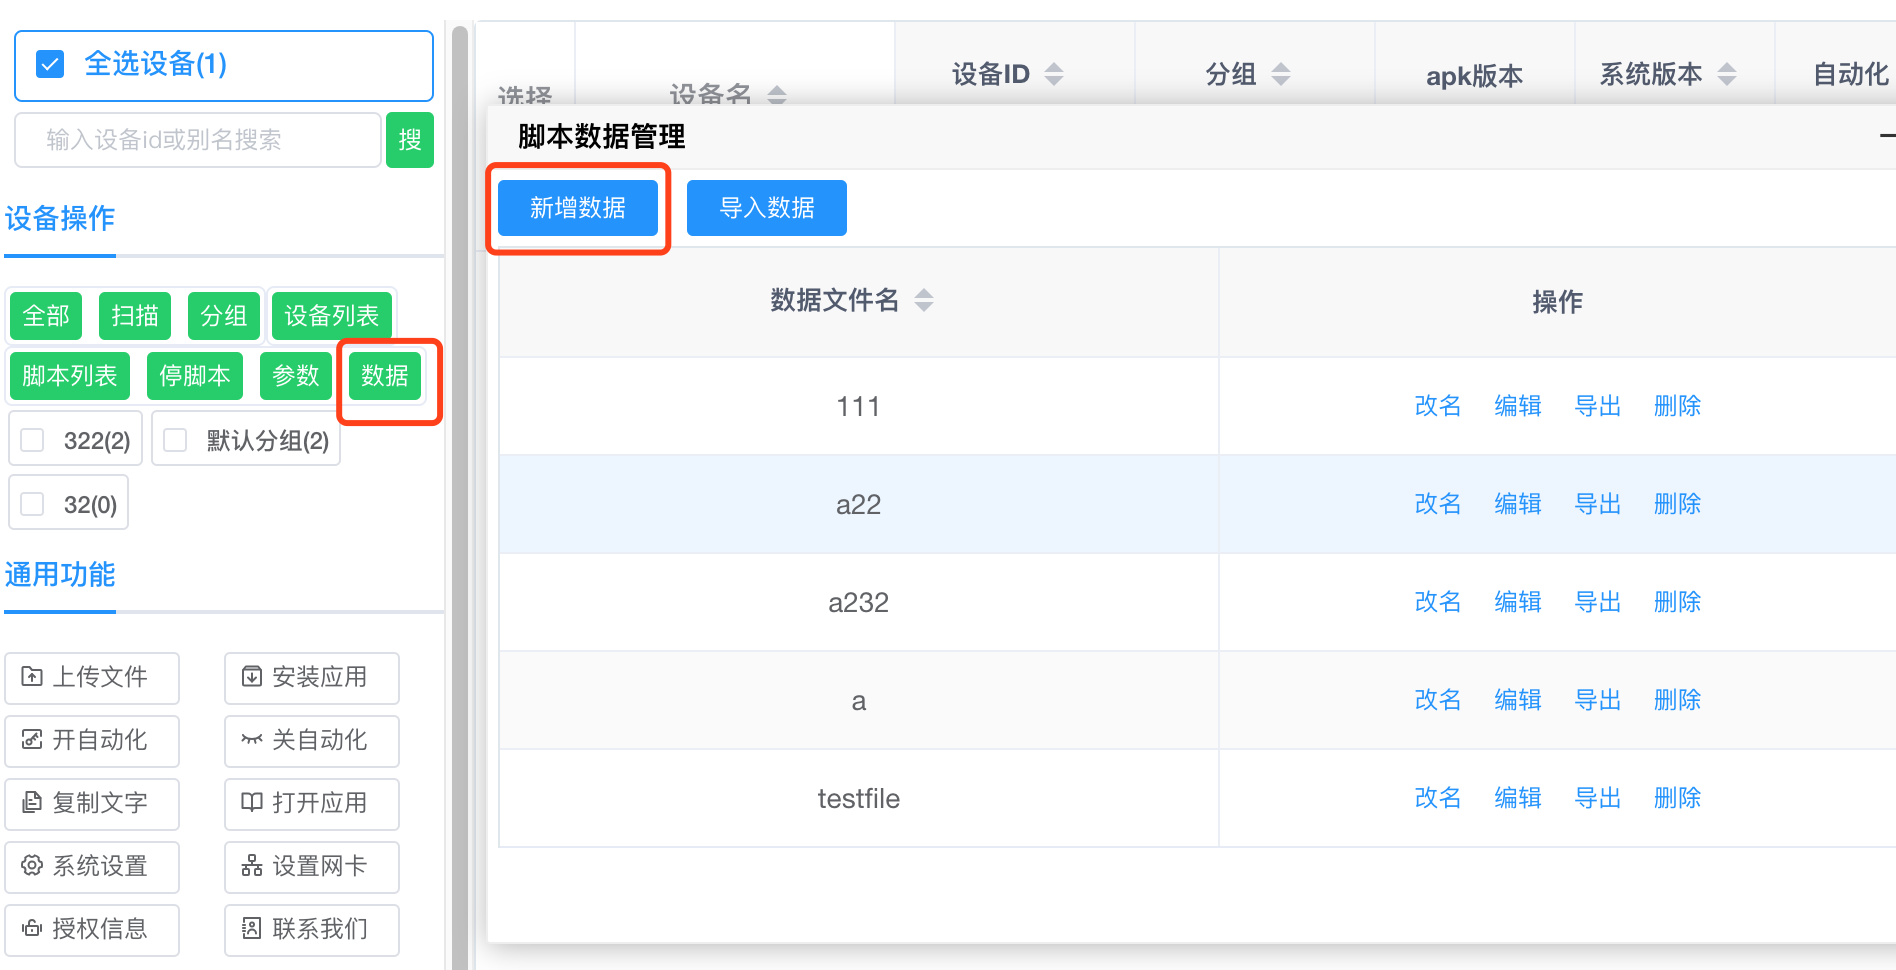 全选设备(1)
输入设备id或别名搜索
搜
设备操作
全部 扫描 分组 设备列表
脚本列表 停脚本 参数 数据
322(2) 默认分组(2)
32(0)
通用功能
上传文件 安装应用
开自动化 关自动化
复制文字 打开应用
系统设置 设置网卡
授权信息 联系我们
选择 设备名 设备ID 分组 apk版本 系统版本 自动化
脚本数据管理
新增数据 导入数据
数据文件名 操作
111 改名 编辑 导出 删除
a22 改名 编辑 导出 删除
a232 改名 编辑 导出 删除
a 改名 编辑 导出 删除
testfile 改名 编辑 导出 删除